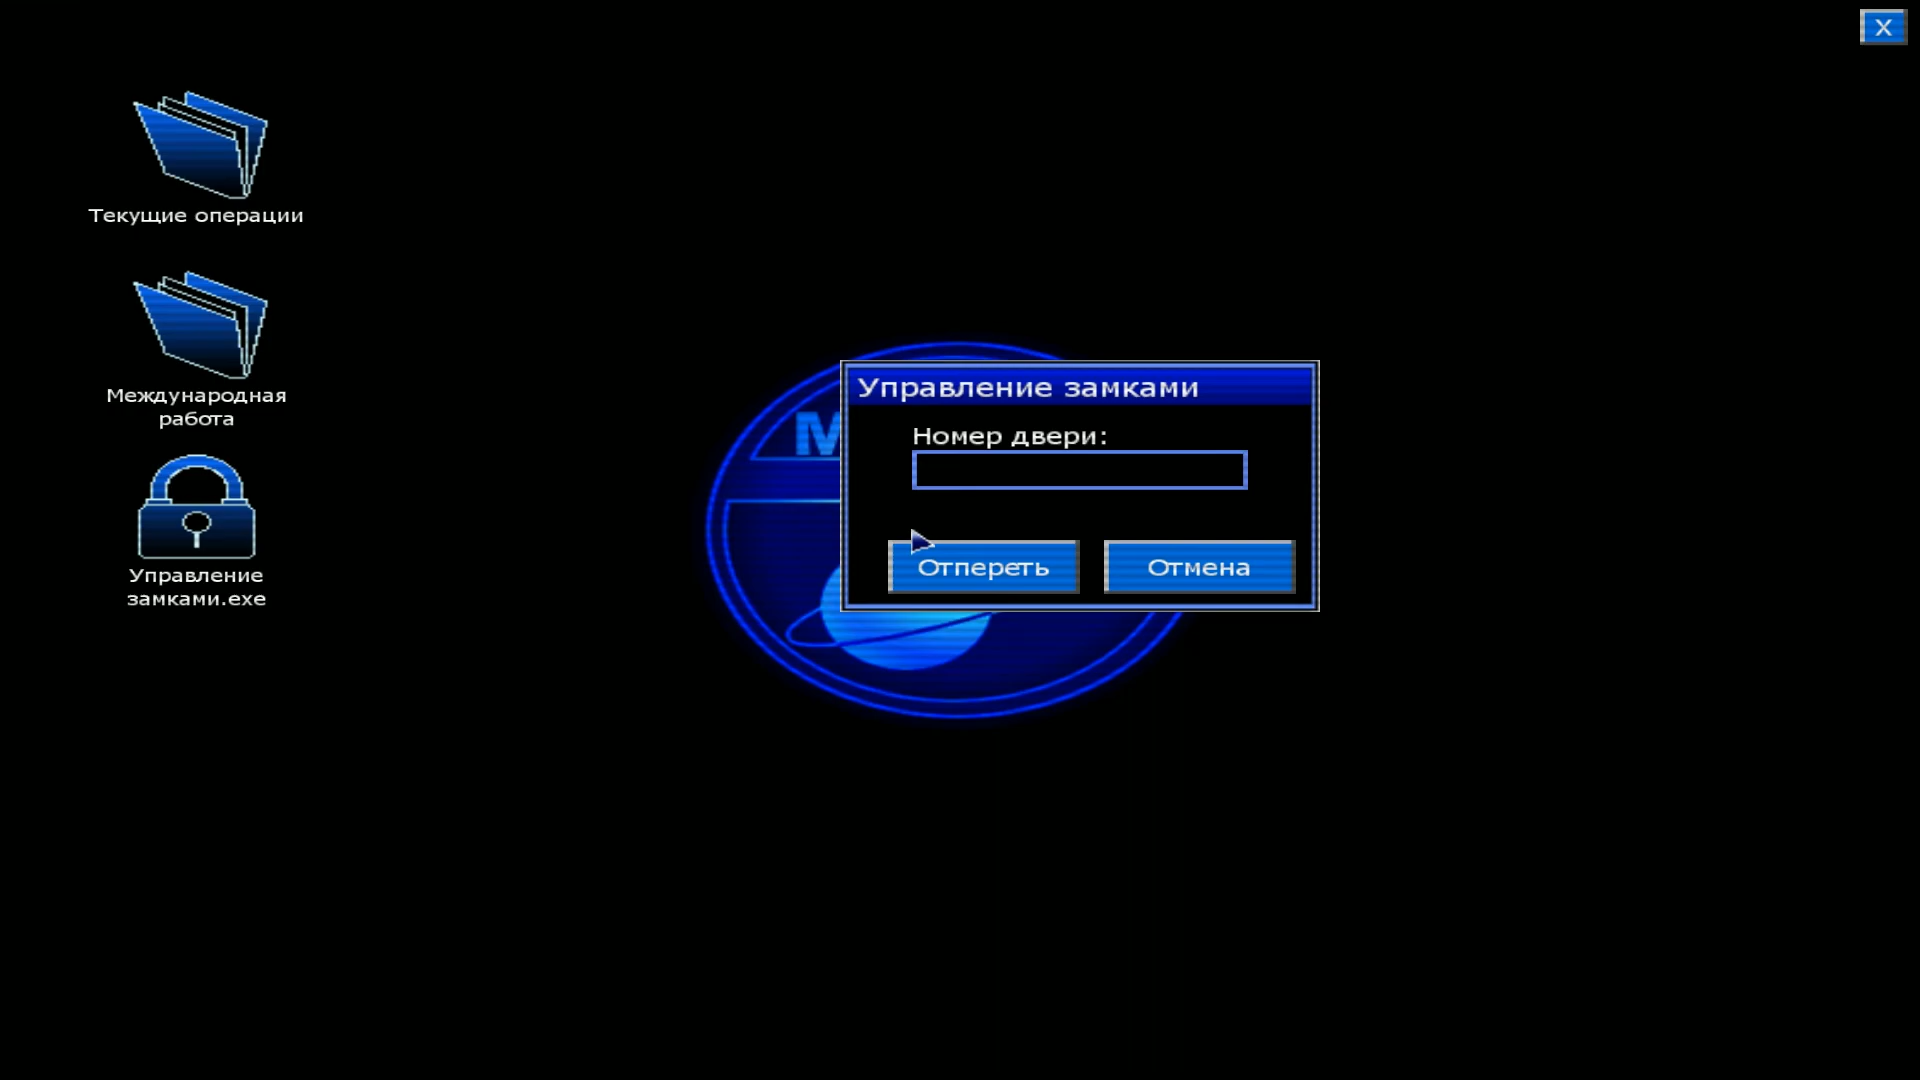 X
Текущие операции
Международная
работа
Управление
замками.exe
М
Управление замками
Номер двери:
Отпереть
Отмена